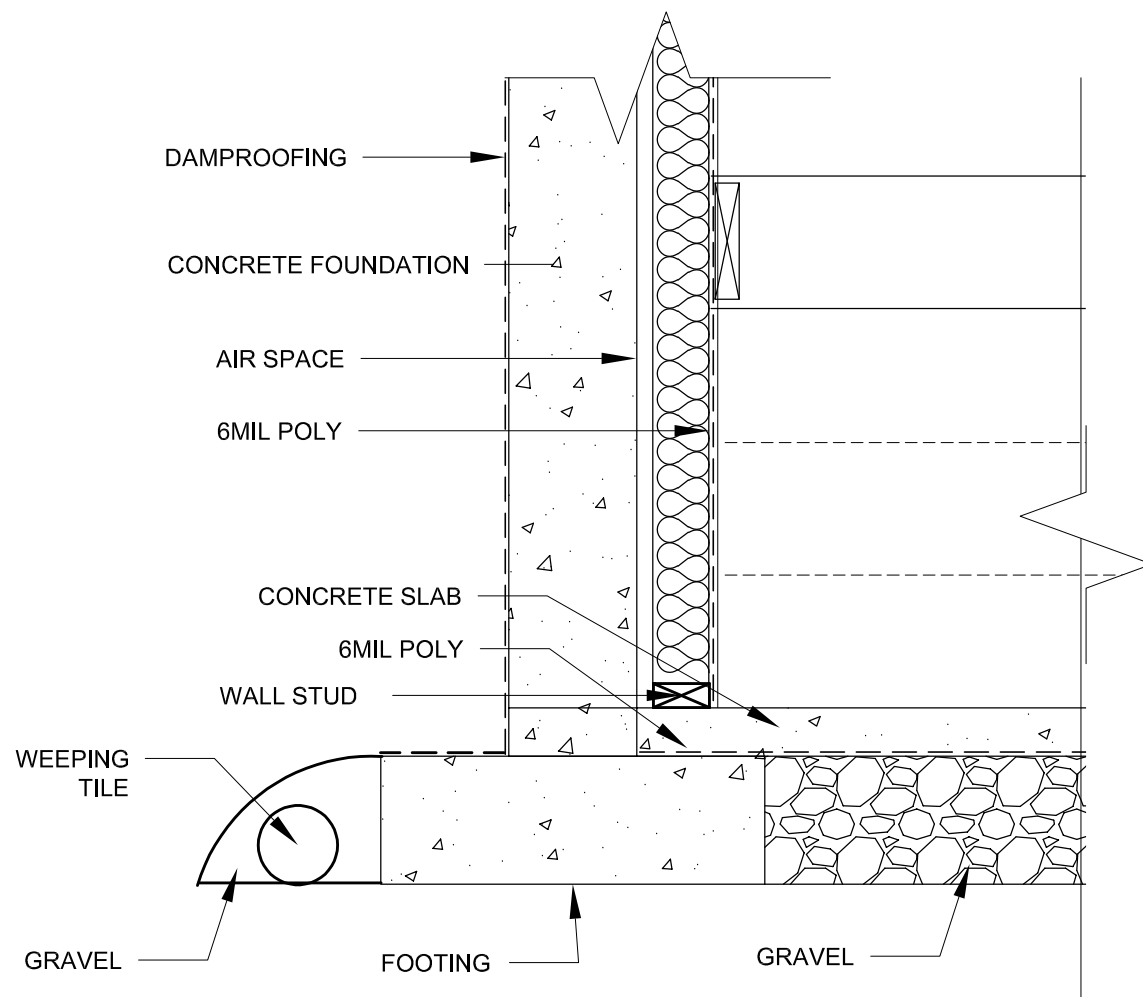 DAMPROOFING
CONCRETE FOUNDATION
AIR SPACE
6MIL POLY
CONCRETE SLAB
6MIL POLY
WALL STUD
WEEPING
TILE
GRAVEL
FOOTING
GRAVEL